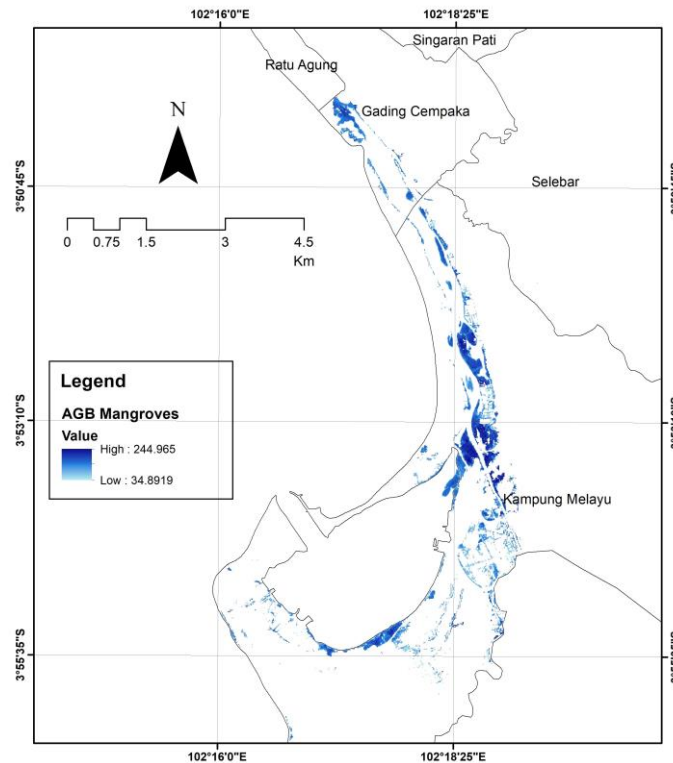 102°16'0"E 102°18'25"E
Singaran Pati
Ratu Agung
N
Gading Cempaka
3°50'45"
Selebar
0 0.75 1.5 3 4.5
Km
Legend
AGB Mangroves
Value
High : 244.965
Low : 34.8919
3°53'10"
Kampung Melayu
3°55'35"
102°16'0"E 102°18'25"E